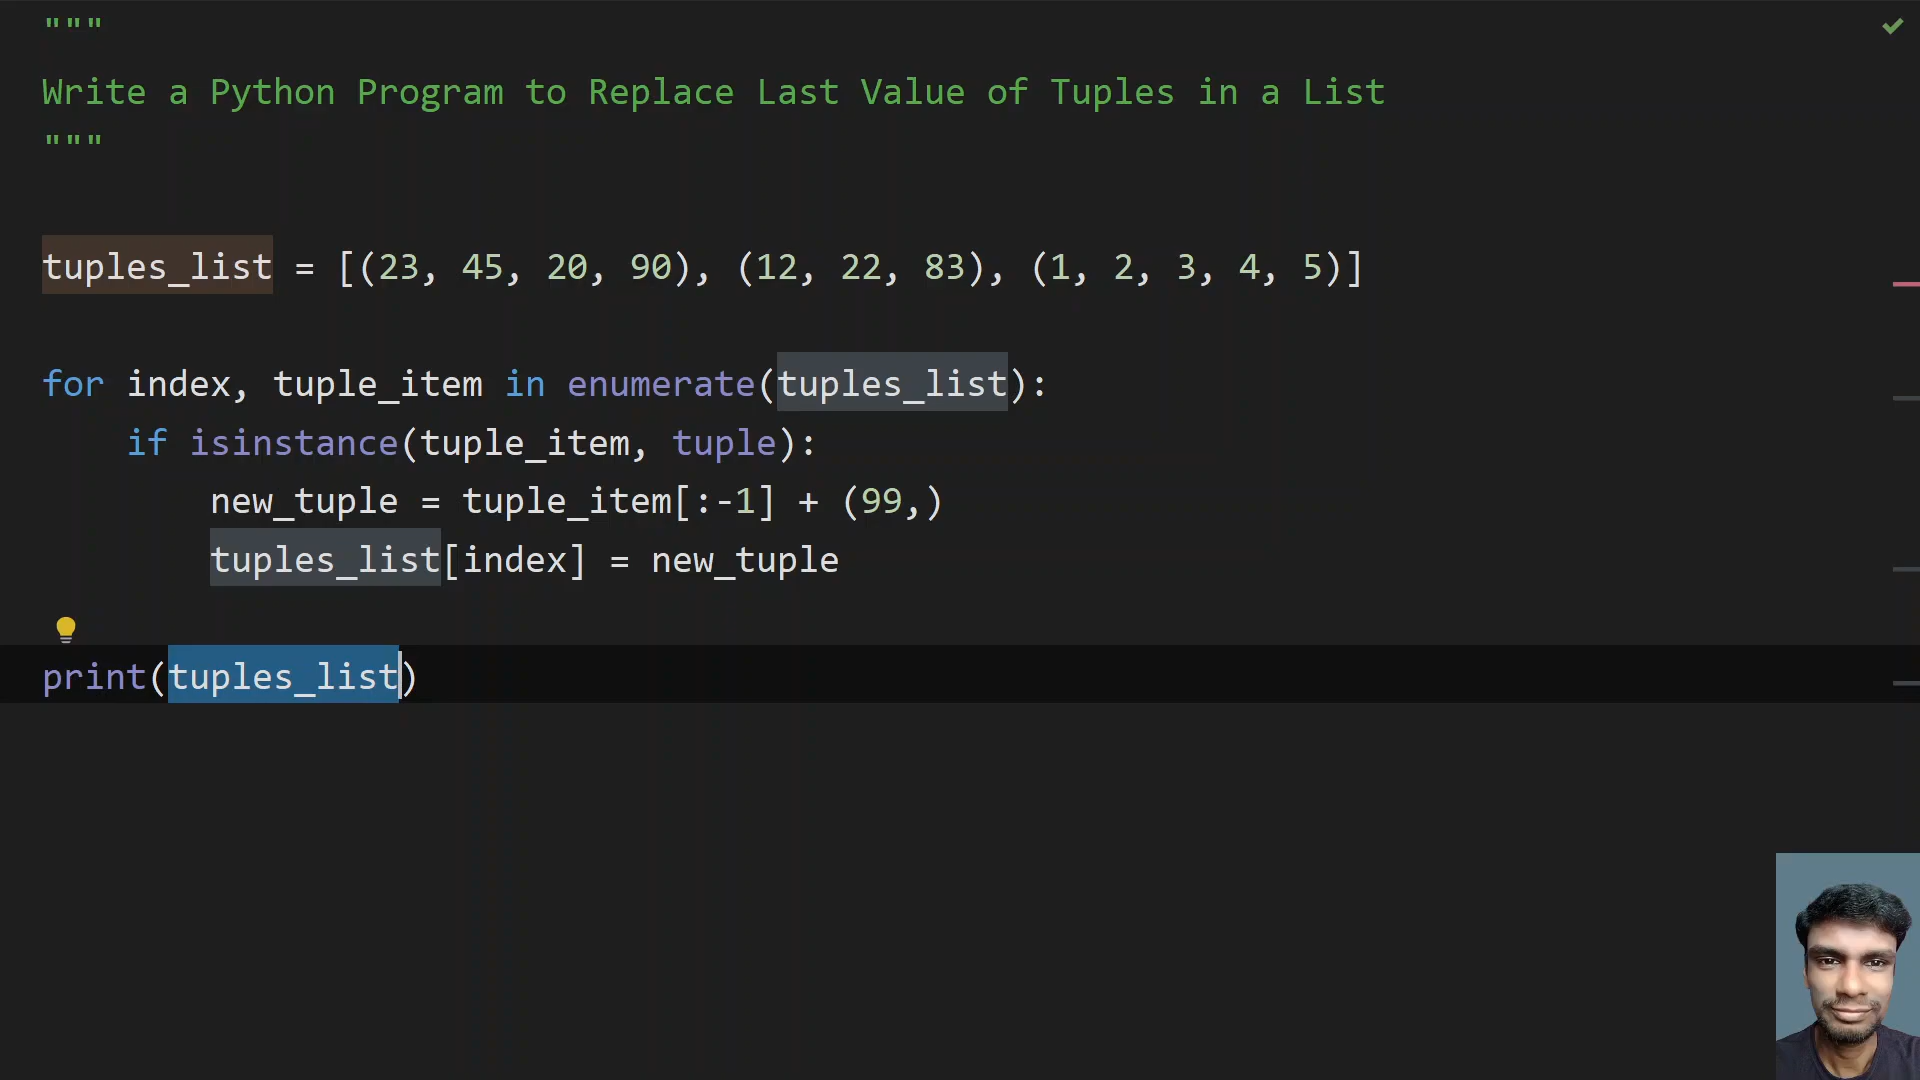 """
Write a Python Program to Replace Last Value of Tuples in a List
"""
tuples_list = [(23, 45, 20, 90), (12, 22, 83), (1, 2, 3, 4, 5)]
for index, tuple_item in enumerate(tuples_list):
    if isinstance(tuple_item, tuple):
        new_tuple = tuple_item[:-1] + (99,)
        tuples_list[index] = new_tuple
print(tuples_list)